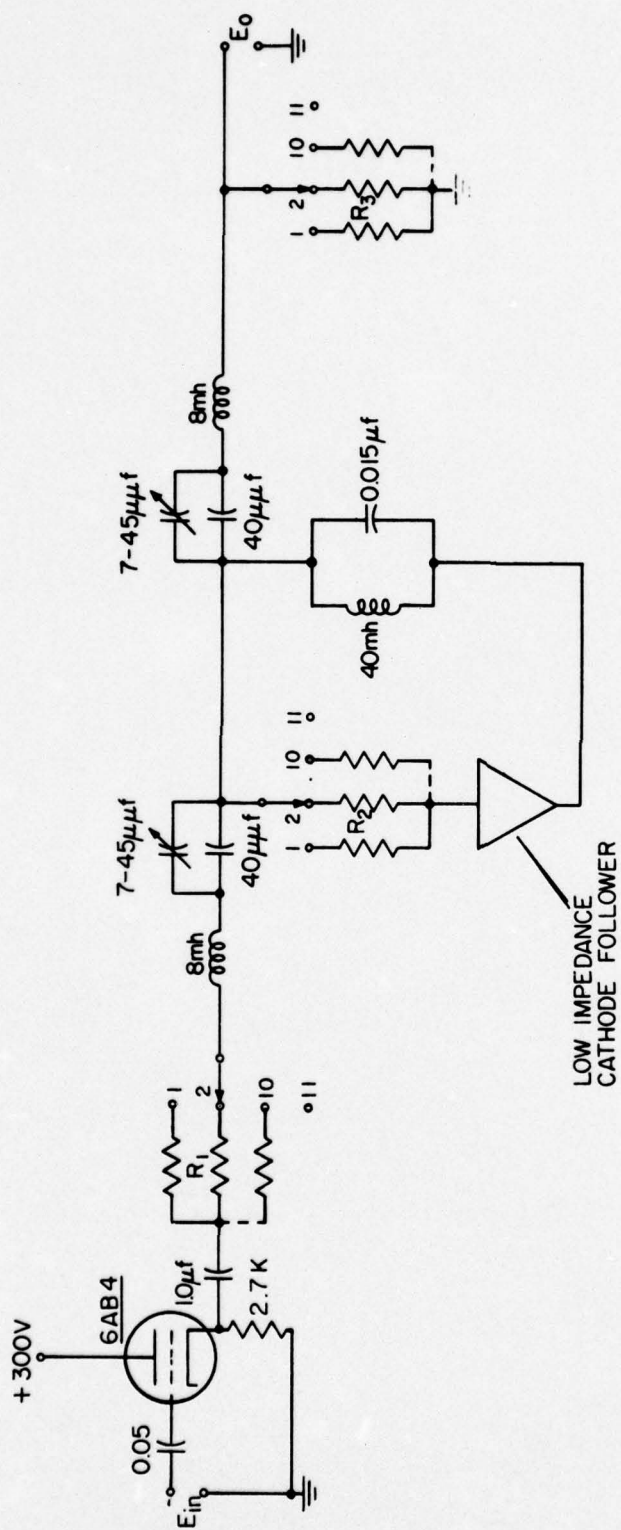 +300V
6AB4
0.05
E in
1.0μf
2.7K
1
R1
2
10
11
8mh
7-45μμf
40μμf
1
2
10
11
R2
LOW IMPEDANCE
CATHODE FOLLOWER
7-45μμf
40μμf
40mh
0.015μf
8mh
1
2
10
11
R3
Eo